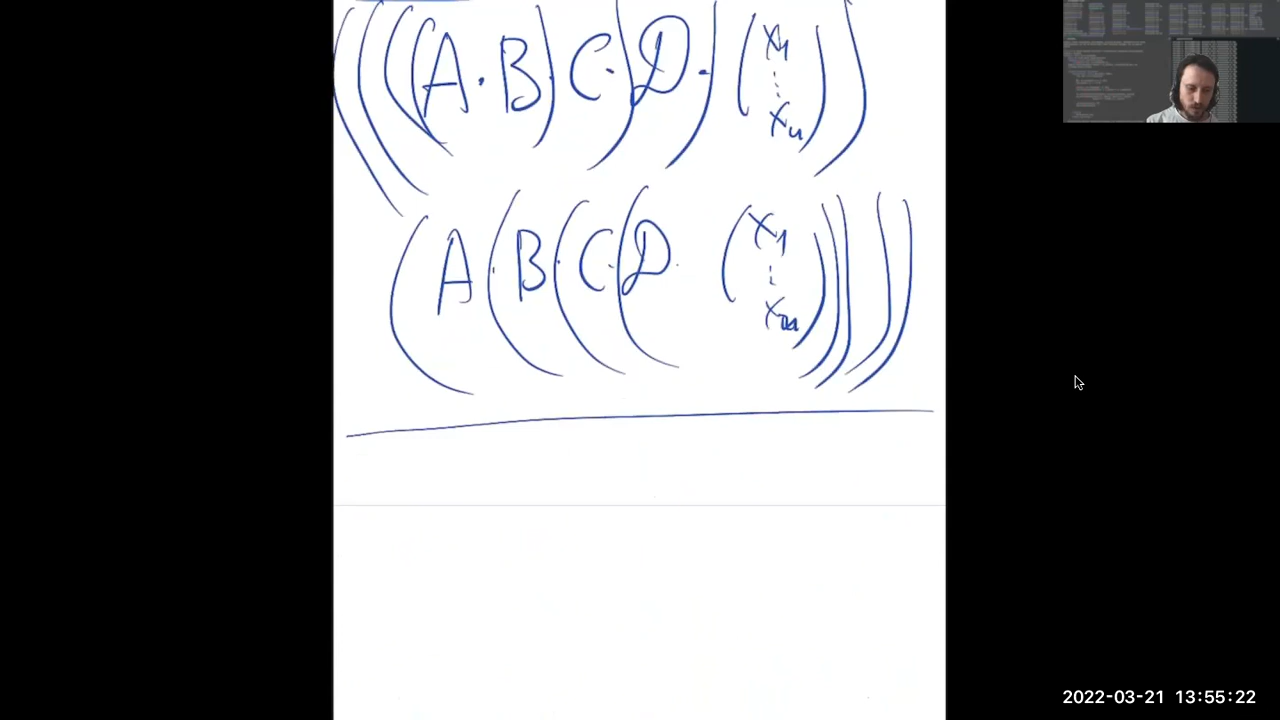 ((((A·B)·C)·D)·(x₁
⋮
xₙ))
(A·(B·(C·(D·(x₁
⋮
xₙ)))))
2022-03-21 13:55:22